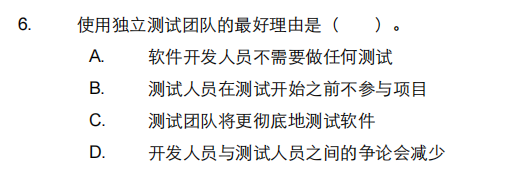 6. 使用独立测试团队的最好理由是（ ）。
A. 软件开发人员不需要做任何测试
B. 测试人员在测试开始之前不参与项目
C. 测试团队将更彻底地测试软件
D. 开发人员与测试人员之间的争论会减少